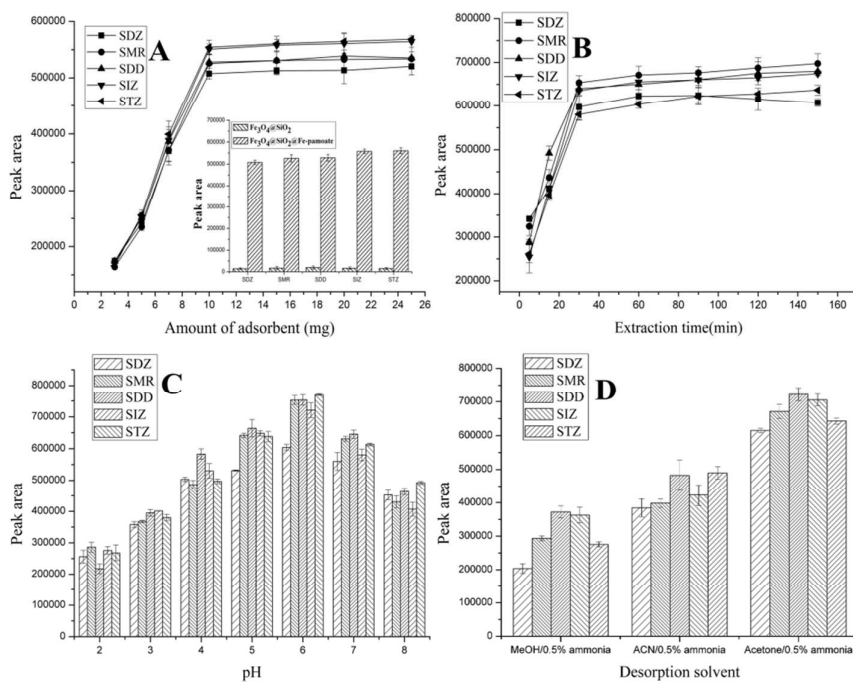 A
SDZ
SMR
SDD
SIZ
STZ
600000
500000
400000
300000
200000
Peak area
Fe3O4@SiO2
Fe3O4@SiO2@Fe-pamoate
600000
500000
400000
300000
200000
100000
0
Peak area
SDZ SMR SDD SIZ STZ
0 2 4 6 8 10 12 14 16 18 20 22 24 26
Amount of adsorbent (mg)
B
SDZ
SMR
SDD
SIZ
STZ
800000
700000
600000
500000
400000
300000
200000
Peak area
0 20 40 60 80 100 120 140 160
Extraction time(min)
C
SDZ
SMR
SDD
SIZ
STZ
800000
700000
600000
500000
400000
300000
200000
100000
0
Peak area
2 3 4 5 6 7 8
pH
D
SDZ
SMR
SDD
SIZ
STZ
800000
700000
600000
500000
400000
300000
200000
100000
0
Peak area
MeOH/0.5% ammonia ACN/0.5% ammonia Acetone/0.5% ammonia
Desorption solvent